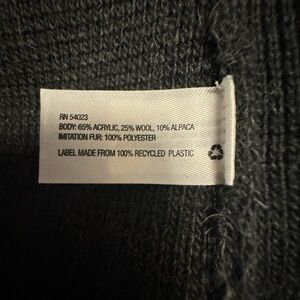 RN 54023
BODY: 65% ACRYLIC, 25% WOOL, 10% ALPACA
IMITATION FUR: 100% POLYESTER
LABEL MADE FROM 100% RECYCLED PLASTIC